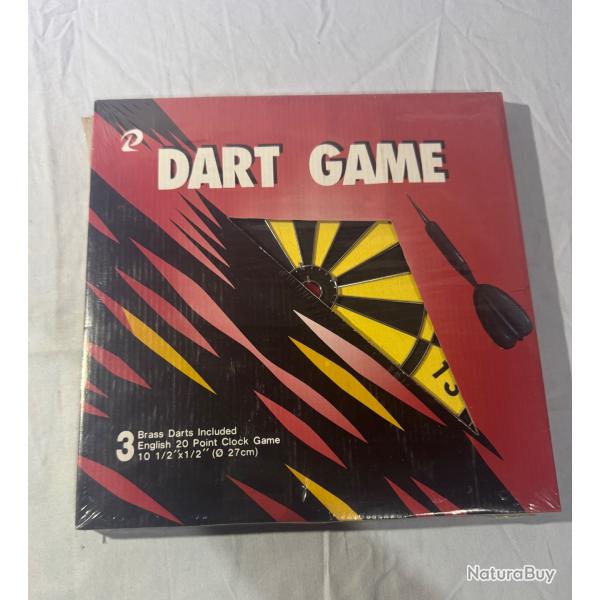 DART GAME
13
3 Brass Darts Included
English 20 Point Clock Game
10 1/2"x1/2" (Ø 27cm)
NaturaBuy